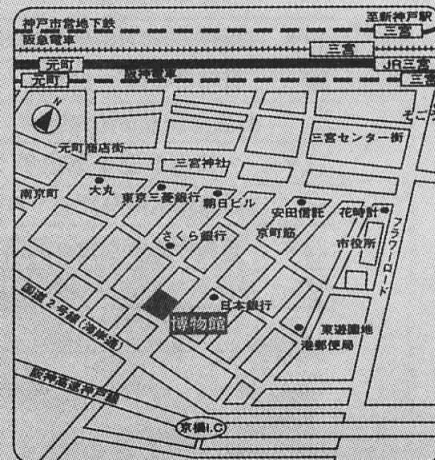 神戸市営地下鉄
至新神戸駅
三宮
阪急電車
三宮
元町
JR三宮
元町
阪神電車
三宮
N
そごう
元町商店街
三宮センター街
三宮神社
南京町
大丸
東京三菱銀行
朝日ビル
安田信託
花時計
さくら銀行
京町筋
市役所
フラワーロード
国道2号線(海岸通)
日本銀行
博物館
東遊園地
港郵便局
阪神高速神戸線
京橋I.C